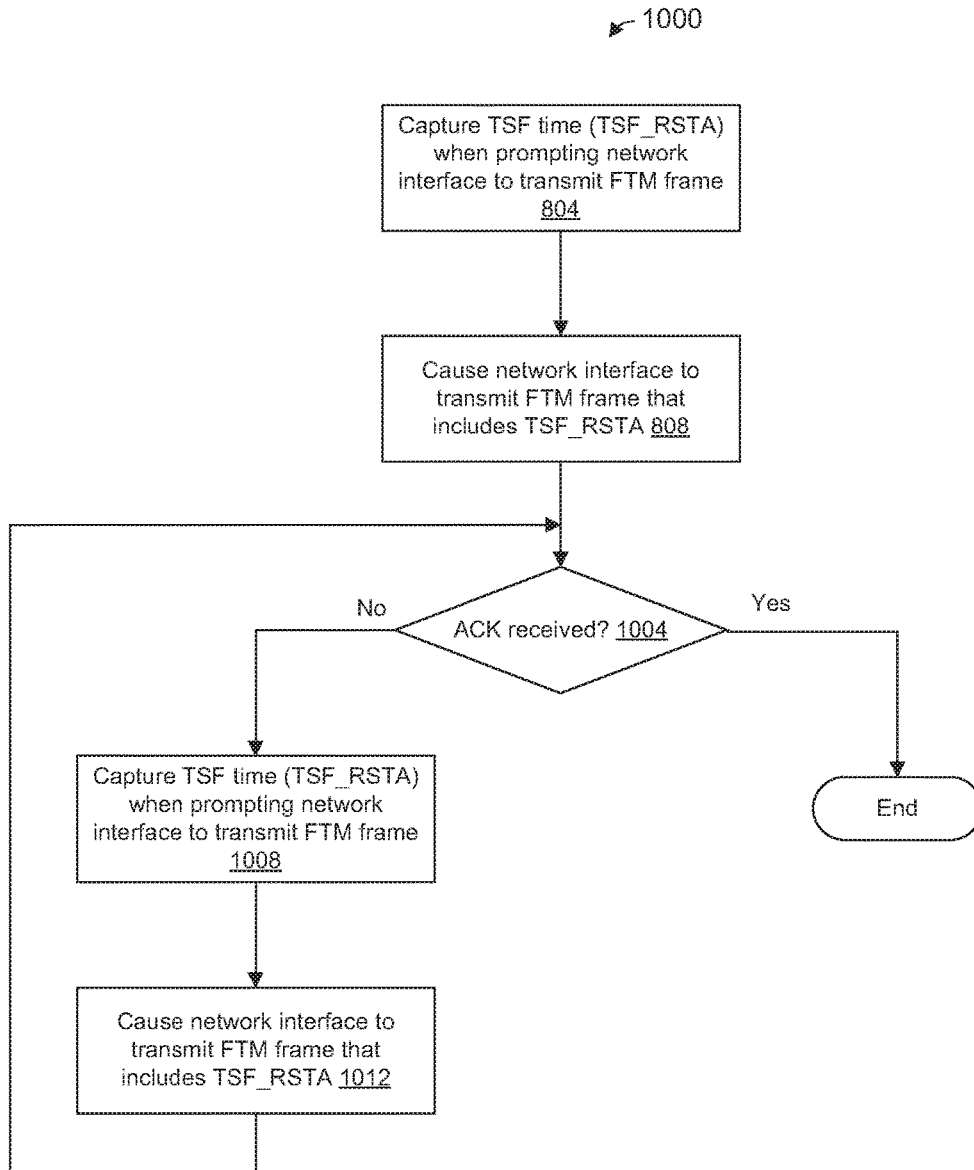 1000
Capture TSF time (TSF_RSTA)
when prompting network
interface to transmit FTM frame
804
Cause network interface to
transmit FTM frame that
includes TSF_RSTA 808
No
Yes
ACK received? 1004
Capture TSF time (TSF_RSTA)
when prompting network
interface to transmit FTM frame
1008
End
Cause network interface to
transmit FTM frame that
includes TSF_RSTA 1012